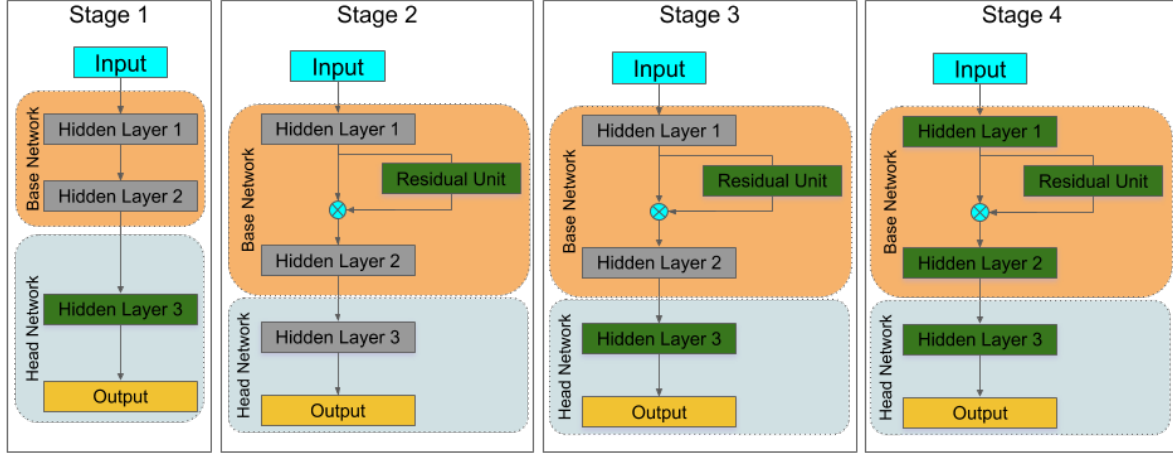 Stage 1
Input
Base Network
Hidden Layer 1
Hidden Layer 2
Head Network
Hidden Layer 3
Output
Stage 2
Input
Base Network
Hidden Layer 1
Residual Unit
Hidden Layer 2
Head Network
Hidden Layer 3
Output
Stage 3
Input
Base Network
Hidden Layer 1
Residual Unit
Hidden Layer 2
Head Network
Hidden Layer 3
Output
Stage 4
Input
Base Network
Hidden Layer 1
Residual Unit
Hidden Layer 2
Head Network
Hidden Layer 3
Output